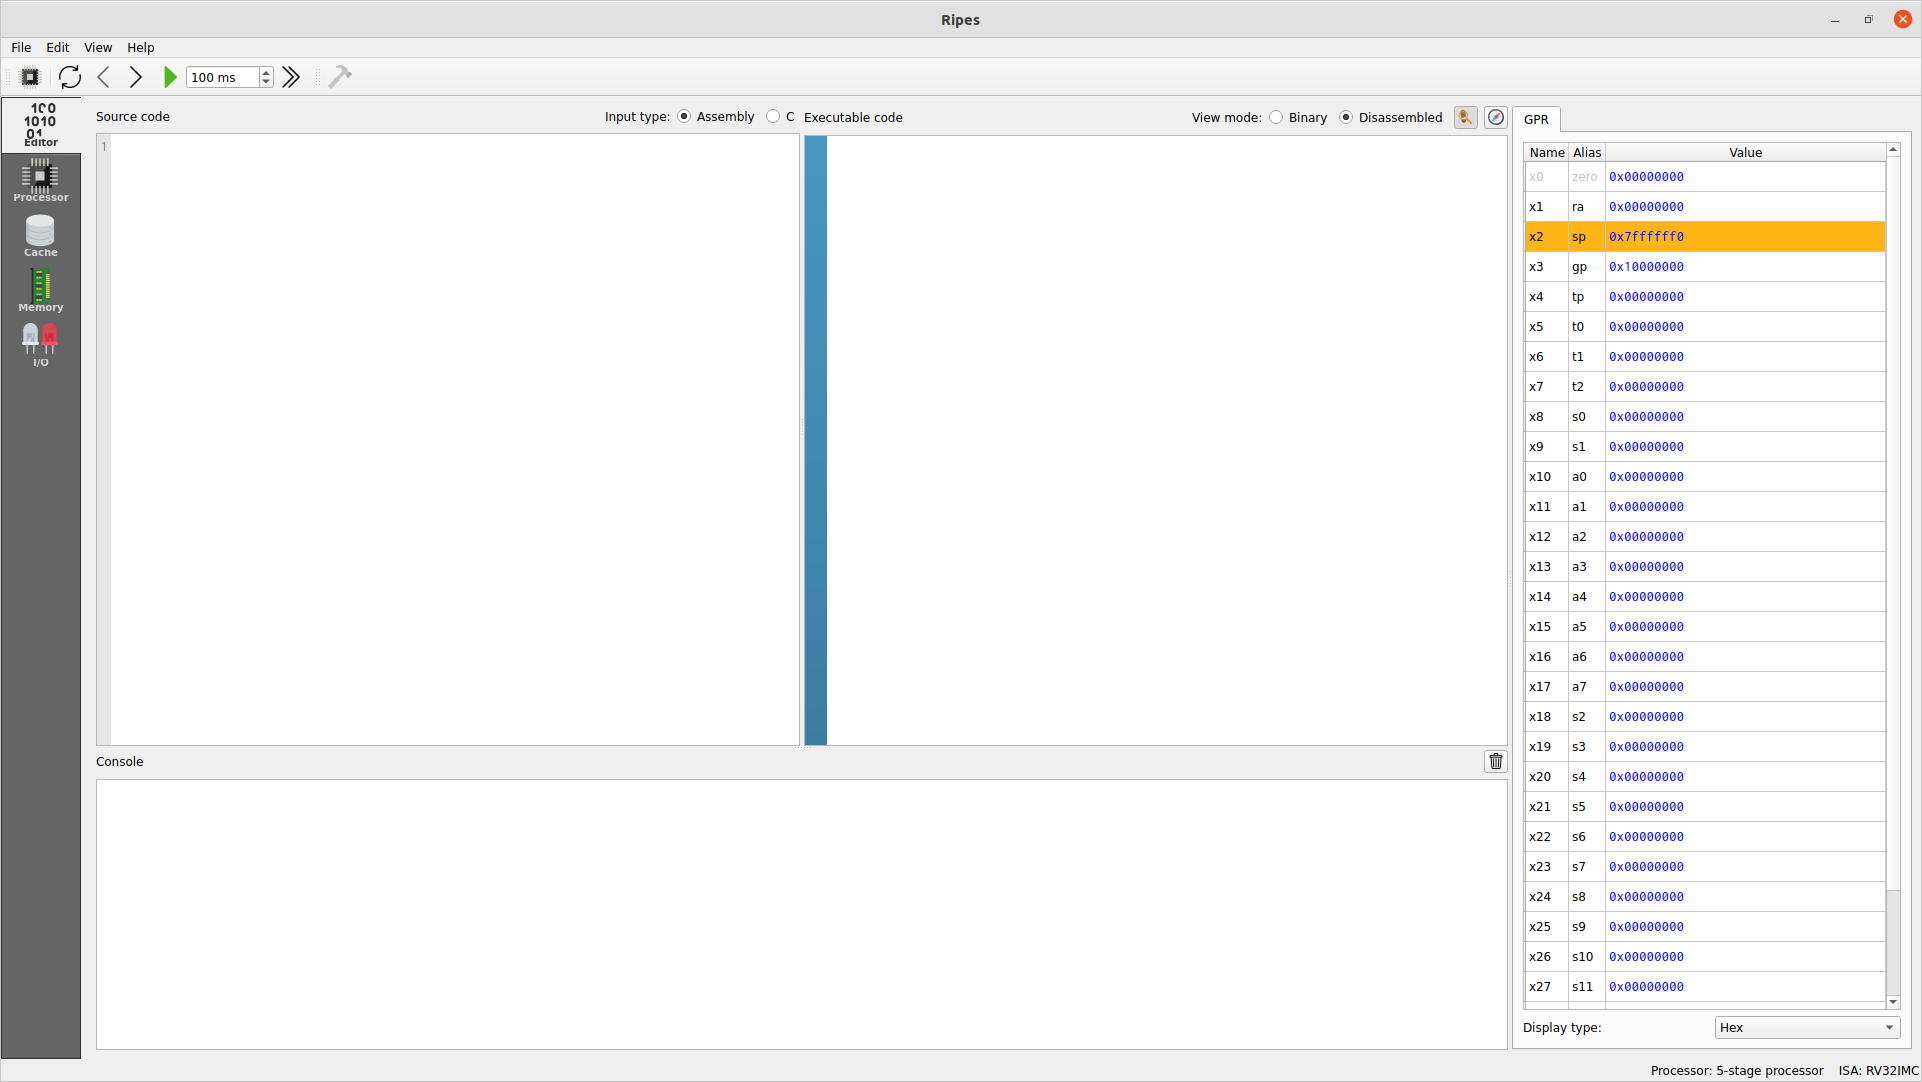 Ripes
File Edit View Help
100 ms
Editor
Processor
Cache
Memory
I/O
Source code
Input type: Assembly C
1
Executable code
View mode: Binary Disassembled
Console
GPR
Name Alias Value
x0 zero 0x00000000
x1 ra 0x00000000
x2 sp 0x7ffffff0
x3 gp 0x10000000
x4 tp 0x00000000
x5 t0 0x00000000
x6 t1 0x00000000
x7 t2 0x00000000
x8 s0 0x00000000
x9 s1 0x00000000
x10 a0 0x00000000
x11 a1 0x00000000
x12 a2 0x00000000
x13 a3 0x00000000
x14 a4 0x00000000
x15 a5 0x00000000
x16 a6 0x00000000
x17 a7 0x00000000
x18 s2 0x00000000
x19 s3 0x00000000
x20 s4 0x00000000
x21 s5 0x00000000
x22 s6 0x00000000
x23 s7 0x00000000
x24 s8 0x00000000
x25 s9 0x00000000
x26 s10 0x00000000
x27 s11 0x00000000
Display type: Hex
Processor: 5-stage processor ISA: RV32IMC